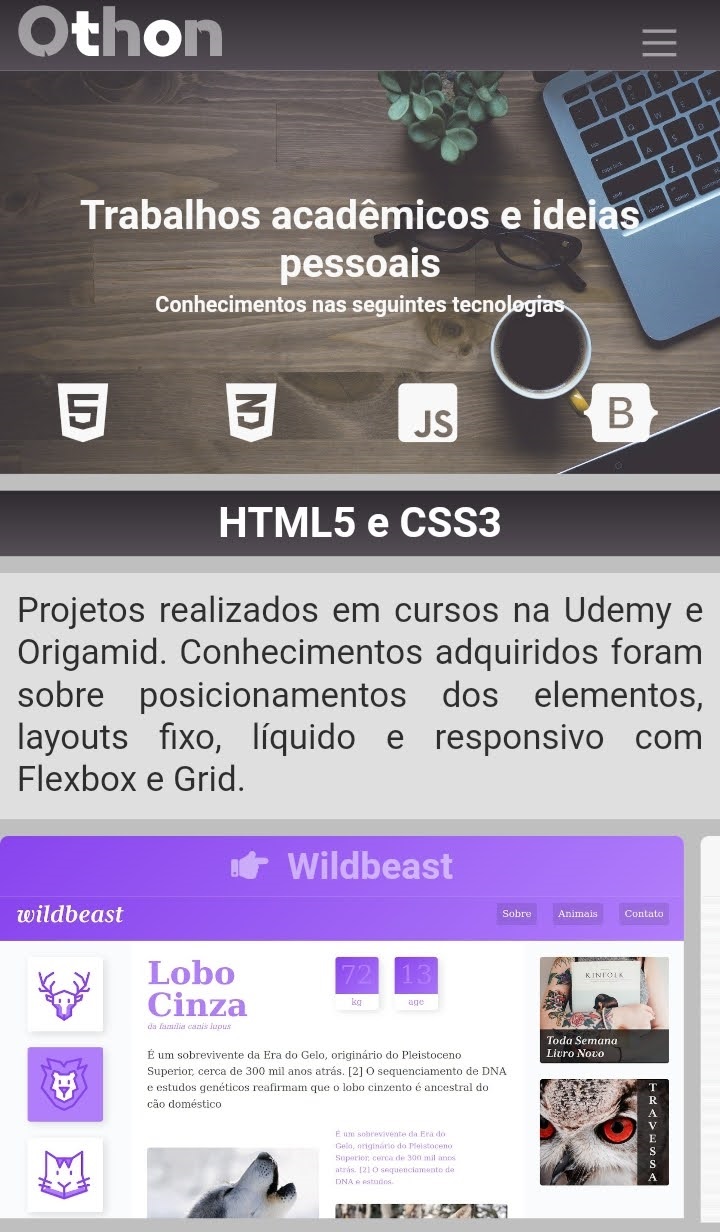 Othon
Trabalhos acadêmicos e ideias
pessoais
Conhecimentos nas seguintes tecnologias
5 3 JS B
HTML5 e CSS3
Projetos realizados em cursos na Udemy e
Origamid. Conhecimentos adquiridos foram
sobre posicionamentos dos elementos,
layouts fixo, líquido e responsivo com
Flexbox e Grid.
Wildbeast
wildbeast
Sobre Animais Contato
Lobo
Cinza
da família canis lupus
72 13
kg age
É um sobrevivente da Era do Gelo, originário do Pleistoceno
Superior, cerca de 300 mil anos atrás. [2] O sequenciamento de DNA
e estudos genéticos reafirmam que o lobo cinzento é ancestral do
cão doméstico
É um sobrevivente da Era do
Gelo, originário do Pleistoceno
Superior, cerca de 300 mil anos
atrás. [2] O sequenciamento de
DNA e estudos.
KINFOLK
Toda Semana
Livro Novo
TRAVESSA